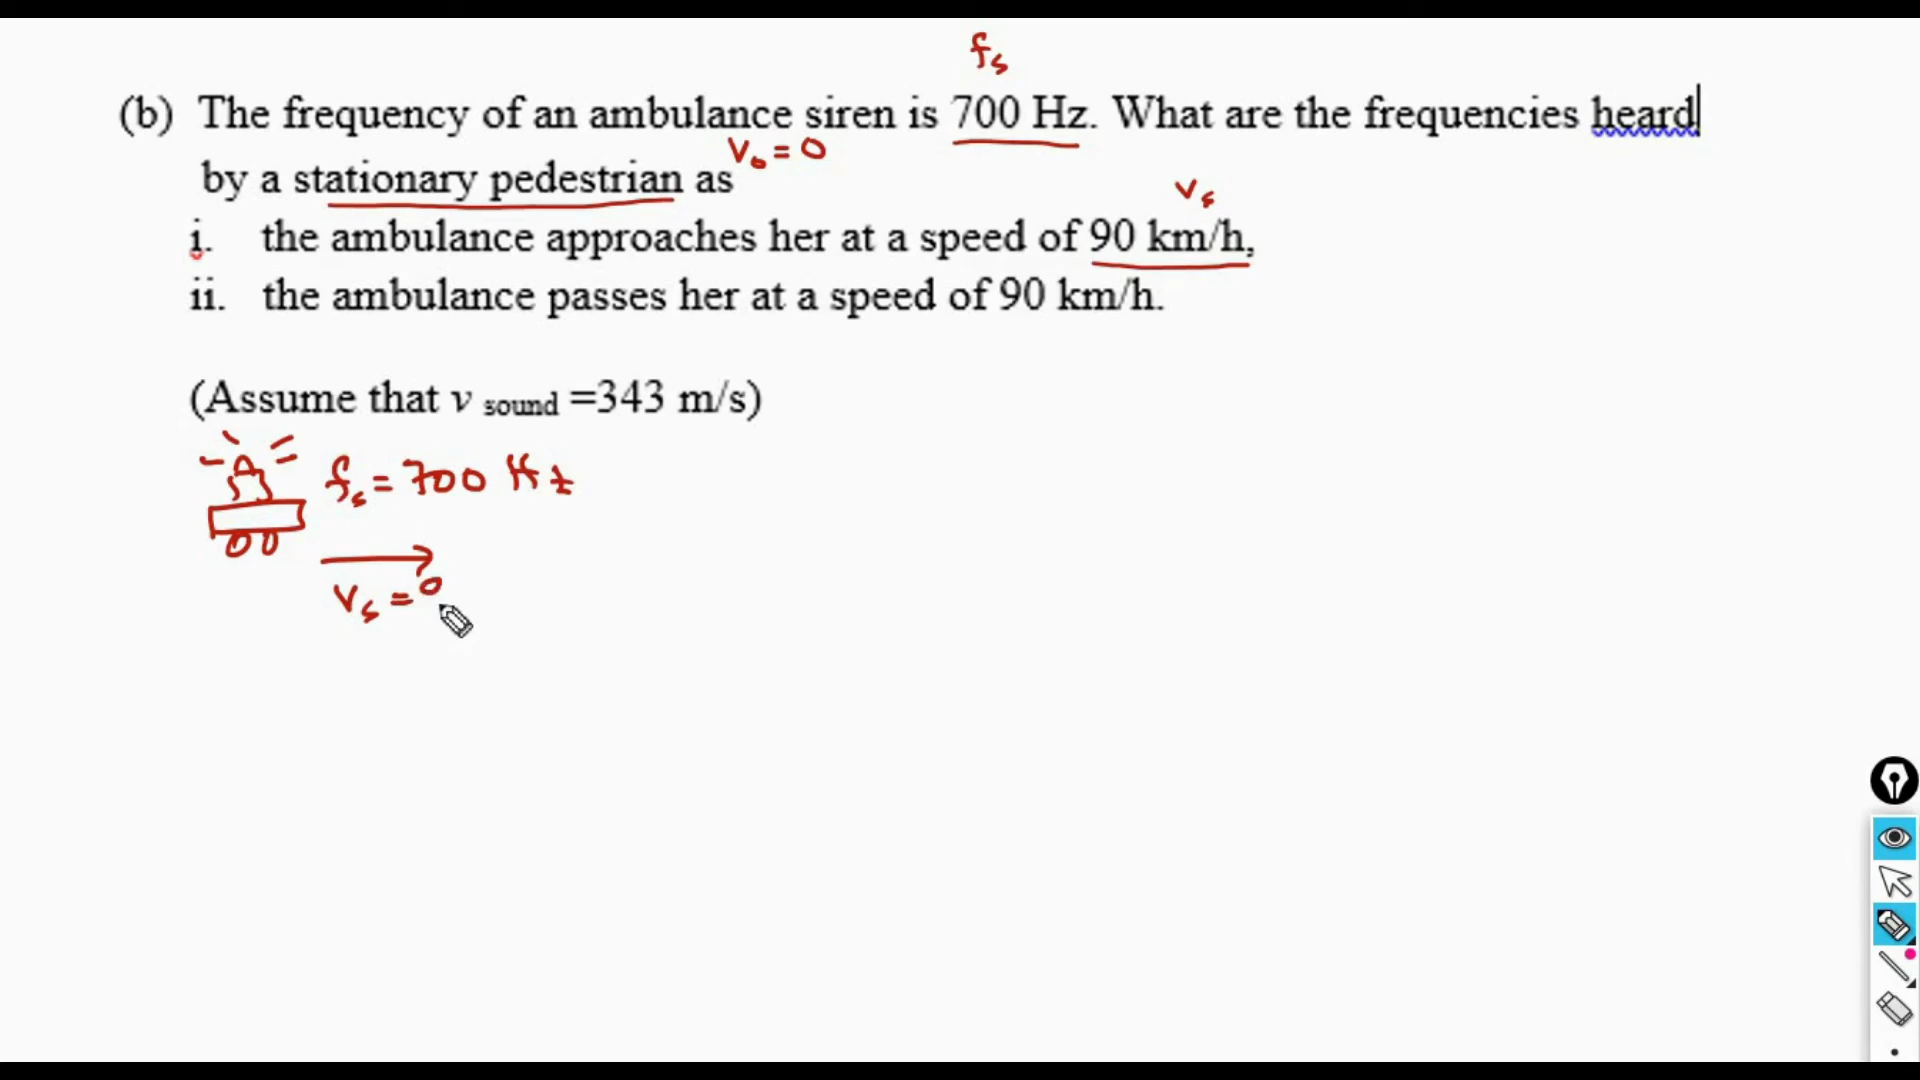 fs
(b) The frequency of an ambulance siren is 700 Hz. What are the frequencies heard
vo = 0
by a stationary pedestrian as
vs
i. the ambulance approaches her at a speed of 90 km/h,
ii. the ambulance passes her at a speed of 90 km/h.
(Assume that v sound =343 m/s)
fs = 700 Hz
vs = 0